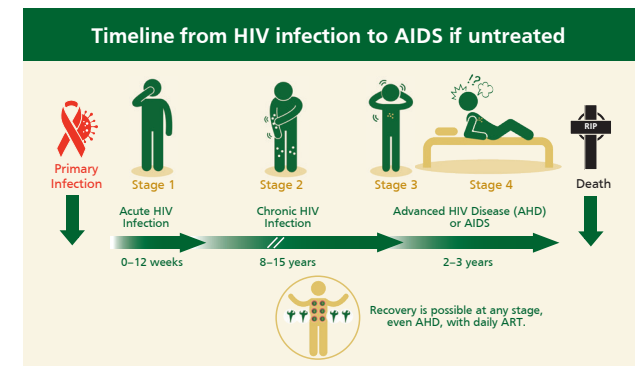 Timeline from HIV infection to AIDS if untreated
!?
RIP
Primary
Infection
Stage 1
Stage 2
Stage 3
Stage 4
Death
Acute HIV
Infection
Chronic HIV
Infection
Advanced HIV Disease (AHD)
or AIDS
0–12 weeks
8–15 years
2–3 years
Recovery is possible at any stage,
even AHD, with daily ART.